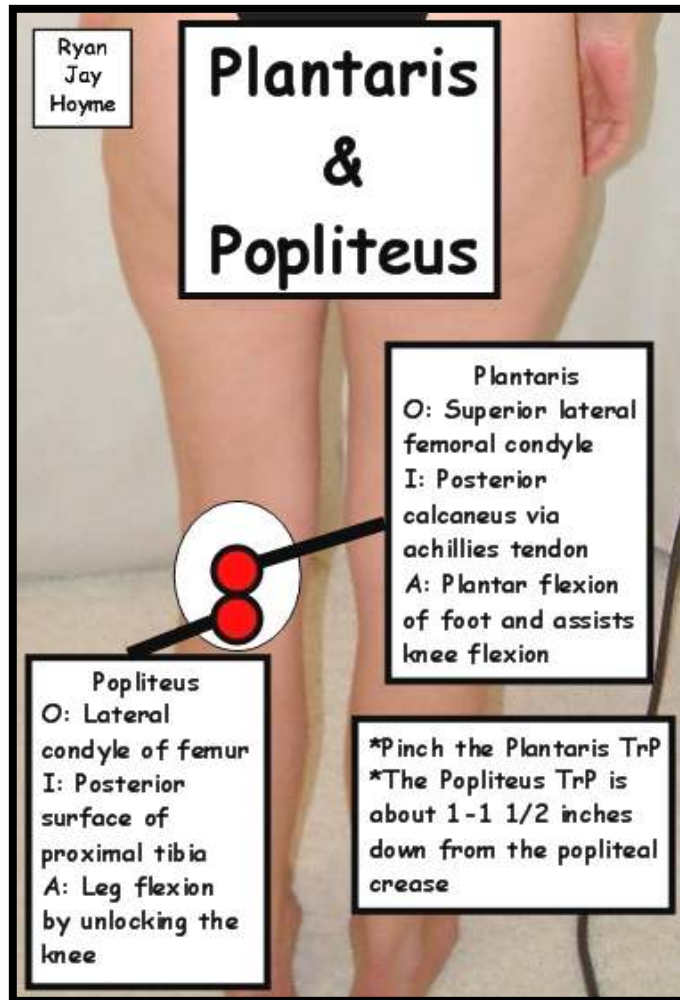 Ryan
Jay
Hoyme
Plantaris
&
Popliteus
Plantaris
O: Superior lateral
femoral condyle
I: Posterior
calcaneus via
achillies tendon
A: Plantar flexion
of foot and assists
knee flexion
Popliteus
O: Lateral
condyle of femur
I: Posterior
surface of
proximal tibia
A: Leg flexion
by unlocking the
knee
*Pinch the Plantaris TrP
*The Popliteus TrP is
about 1-1 1/2 inches
down from the popliteal
crease